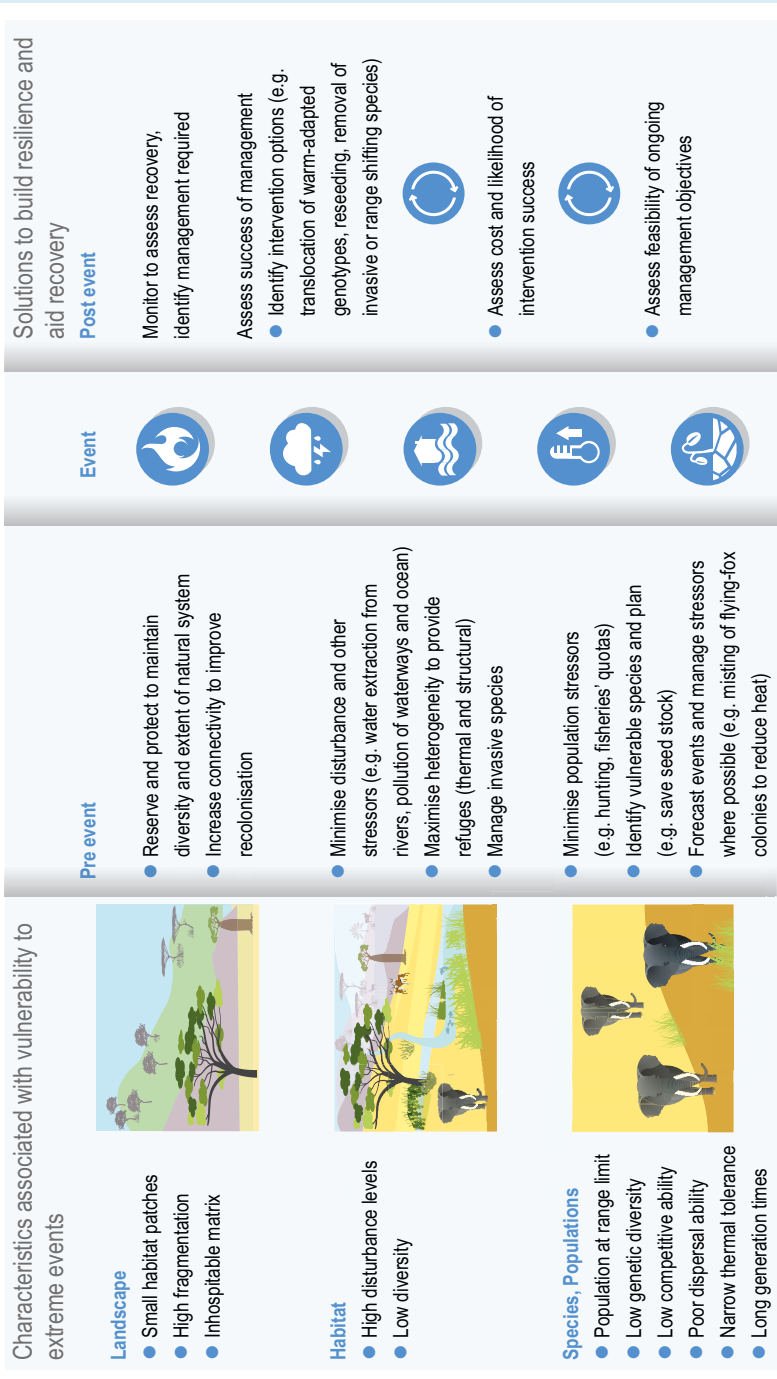 Characteristics associated with vulnerability to
extreme events
Landscape
Small habitat patches
High fragmentation
Inhospitable matrix
Habitat
High disturbance levels
Low diversity
Species, Populations
Population at range limit
Low genetic diversity
Low competitive ability
Poor dispersal ability
Narrow thermal tolerance
Long generation times
Pre event
Reserve and protect to maintain
diversity and extent of natural system
Increase connectivity to improve
recolonisation
Minimise disturbance and other
stressors (e.g. water extraction from
rivers, pollution of waterways and ocean)
Maximise heterogeneity to provide
refuges (thermal and structural)
Manage invasive species
Minimise population stressors
(e.g. hunting, fisheries' quotas)
Identify vulnerable species and plan
(e.g. save seed stock)
Forecast events and manage stressors
where possible (e.g. misting of flying-fox
colonies to reduce heat)
Event
Solutions to build resilience and
aid recovery
Post event
Monitor to assess recovery,
identify management required
Assess success of management
Identify intervention options (e.g.
translocation of warm-adapted
genotypes, reseeding, removal of
invasive or range shifting species)
Assess cost and likelihood of
intervention success
Assess feasibility of ongoing
management objectives